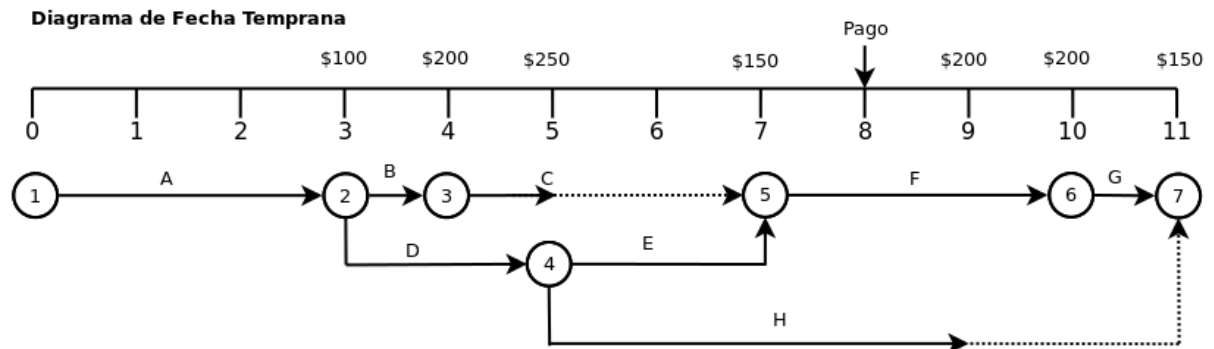 Diagrama de Fecha Temprana
Pago
$100 $200 $250 $150 $200 $200 $150
0 1 2 3 4 5 6 7 8 9 10 11
A B C F G
1 2 3 5 6 7
D E
4
H